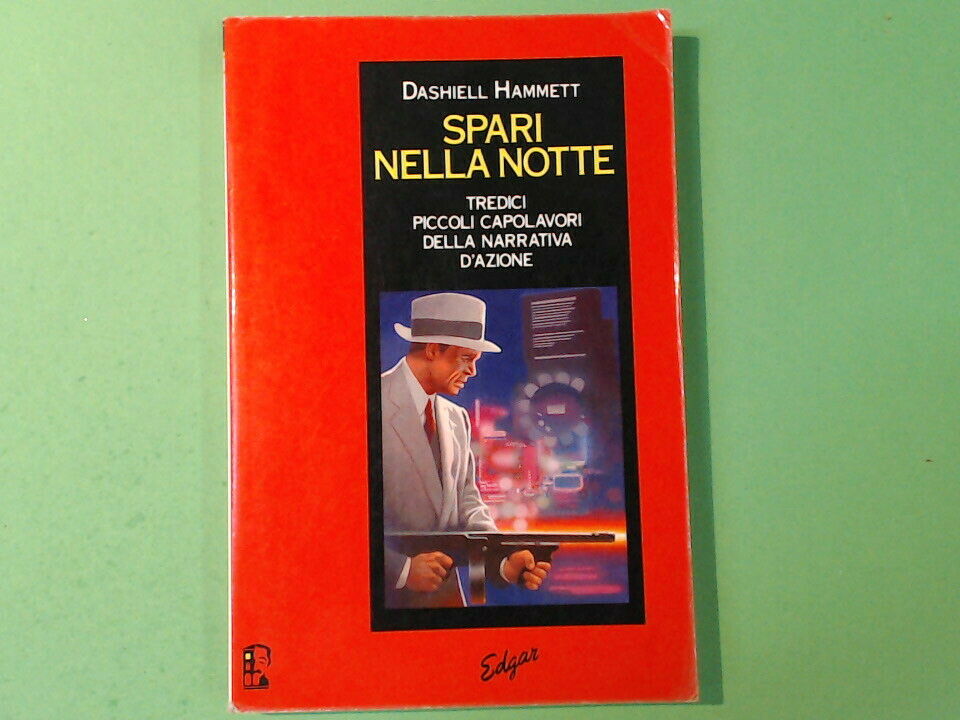 DASHIELL HAMMETT
SPARI
NELLA NOTTE
TREDICI
PICCOLI CAPOLAVORI
DELLA NARRATIVA
D'AZIONE
Edgar